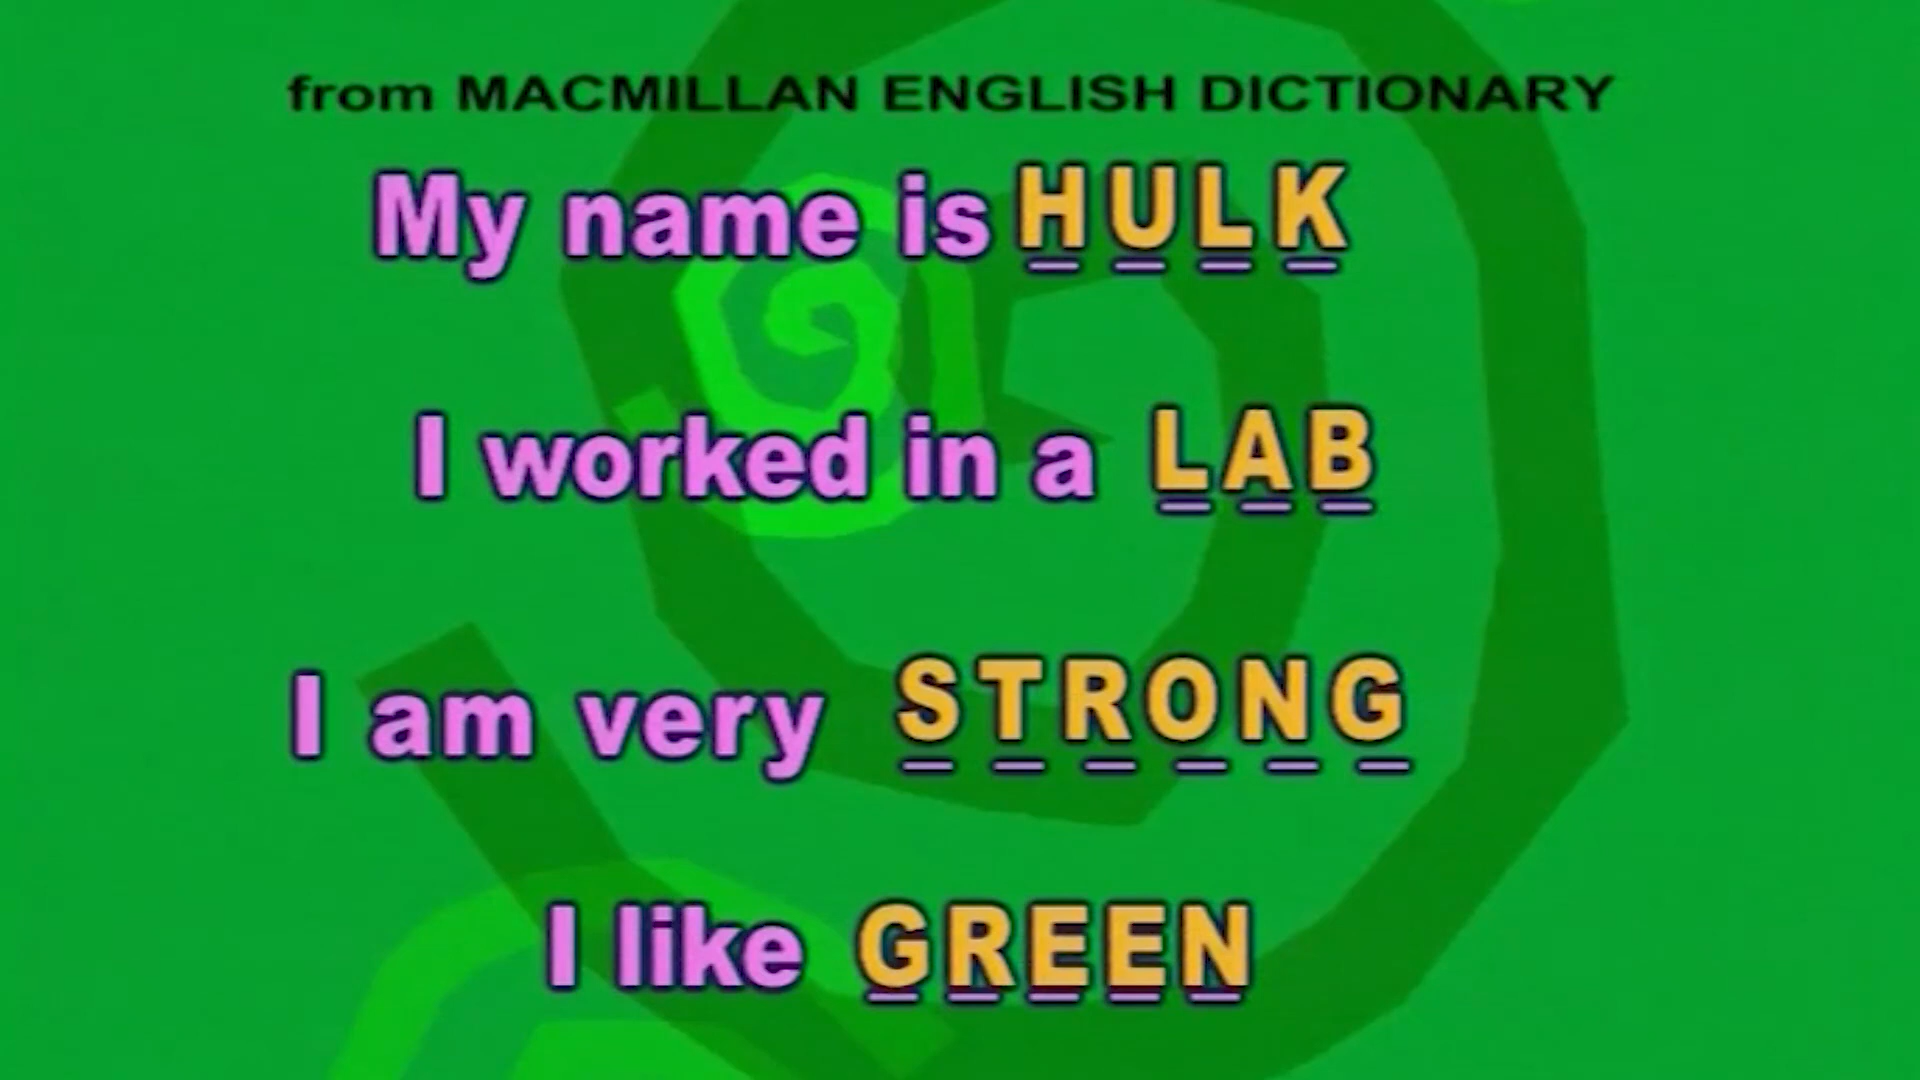 from MACMILLAN ENGLISH DICTIONARY
My name is HULK
I worked in a LAB
I am very STRONG
I like GREEN